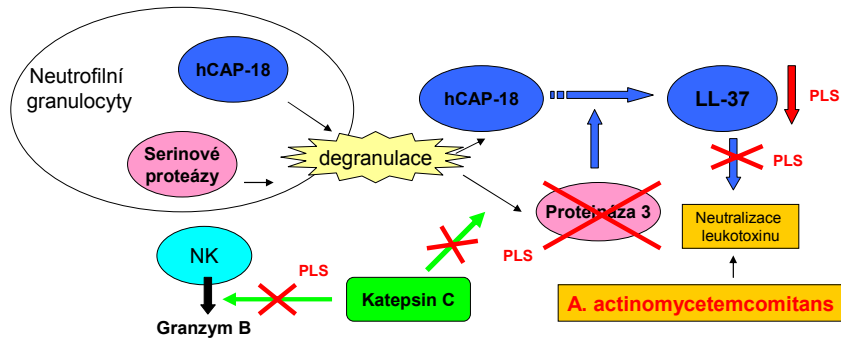 Neutrofilní
granulocyty
hCAP-18
Serinové
proteázy
degranulace
hCAP-18
LL-37
PLS
PLS
Proteináza 3
PLS
Neutralizace
leukotoxinu
NK
PLS
Katepsin C
Granzym B
A. actinomycetemcomitans